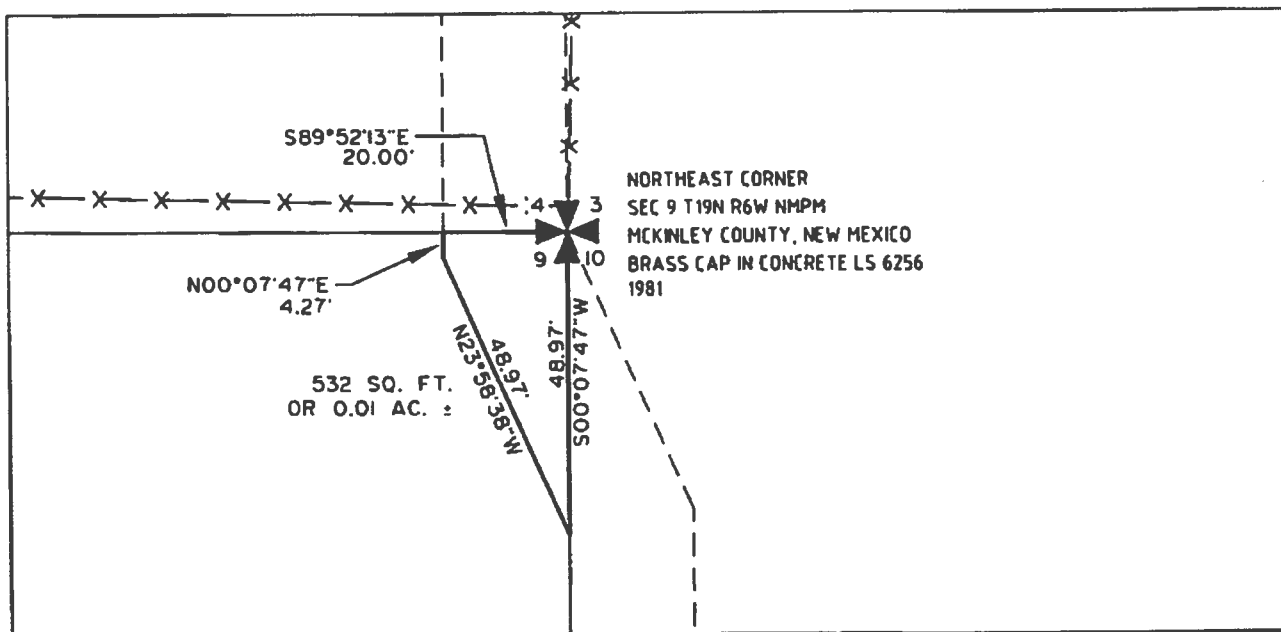 S89°52'13"E
20.00'
4 3
9 10
NORTHEAST CORNER
SEC 9 T19N R6W NMPM
MCKINLEY COUNTY, NEW MEXICO
BRASS CAP IN CONCRETE LS 6256
1981
N00°07'47"E
4.27'
48.97'
N23°58'38"W
48.97'
S00°07'47"W
532 SQ. FT.
OR 0.01 AC. ±